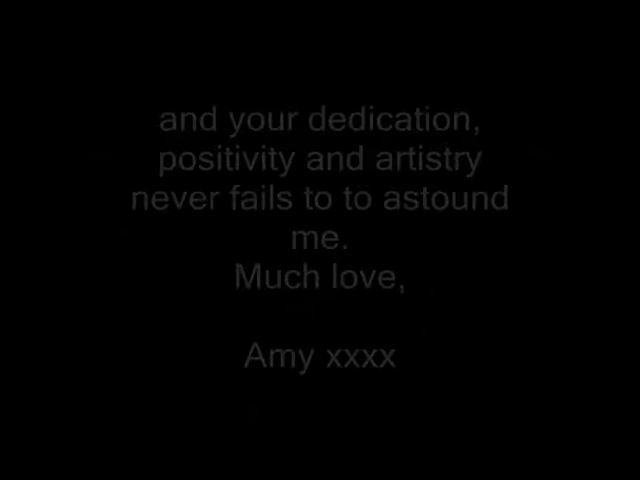 and your dedication,
positivity and artistry
never fails to to astound
me.
Much love,
Amy xxxx